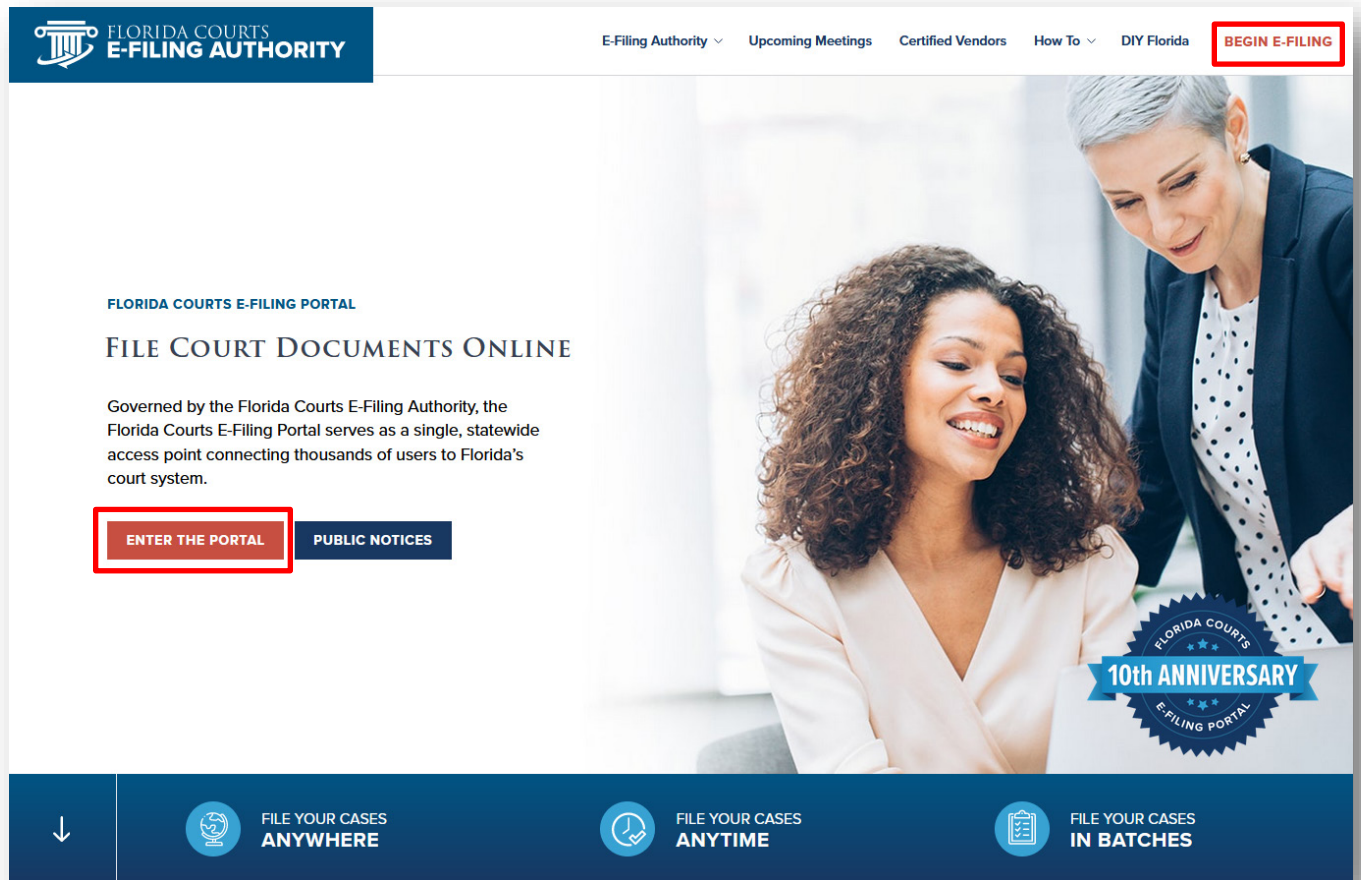 FLORIDA COURTS
E-FILING AUTHORITY
E-Filing Authority
Upcoming Meetings
Certified Vendors
How To
DIY Florida
BEGIN E-FILING
FLORIDA COURTS E-FILING PORTAL
FILE COURT DOCUMENTS ONLINE
Governed by the Florida Courts E-Filing Authority, the
Florida Courts E-Filing Portal serves as a single, statewide
access point connecting thousands of users to Florida's
court system.
ENTER THE PORTAL
PUBLIC NOTICES
FLORIDA COURTS
10th ANNIVERSARY
E-FILING PORTAL
FILE YOUR CASES
ANYWHERE
FILE YOUR CASES
ANYTIME
FILE YOUR CASES
IN BATCHES